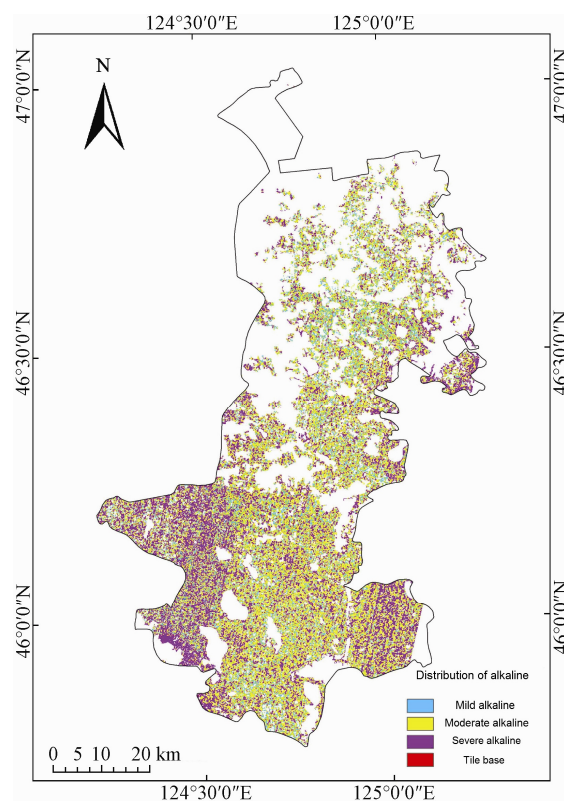 124°30′0″E 125°0′0″E
N
47°0′0″N 47°0′0″N
46°30′0″N 46°30′0″N
46°0′0″N 46°0′0″N
Distribution of alkaline
Mild alkaline
Moderate alkaline
Severe alkaline
Tile base
0 5 10 20 km
124°30′0″E 125°0′0″E